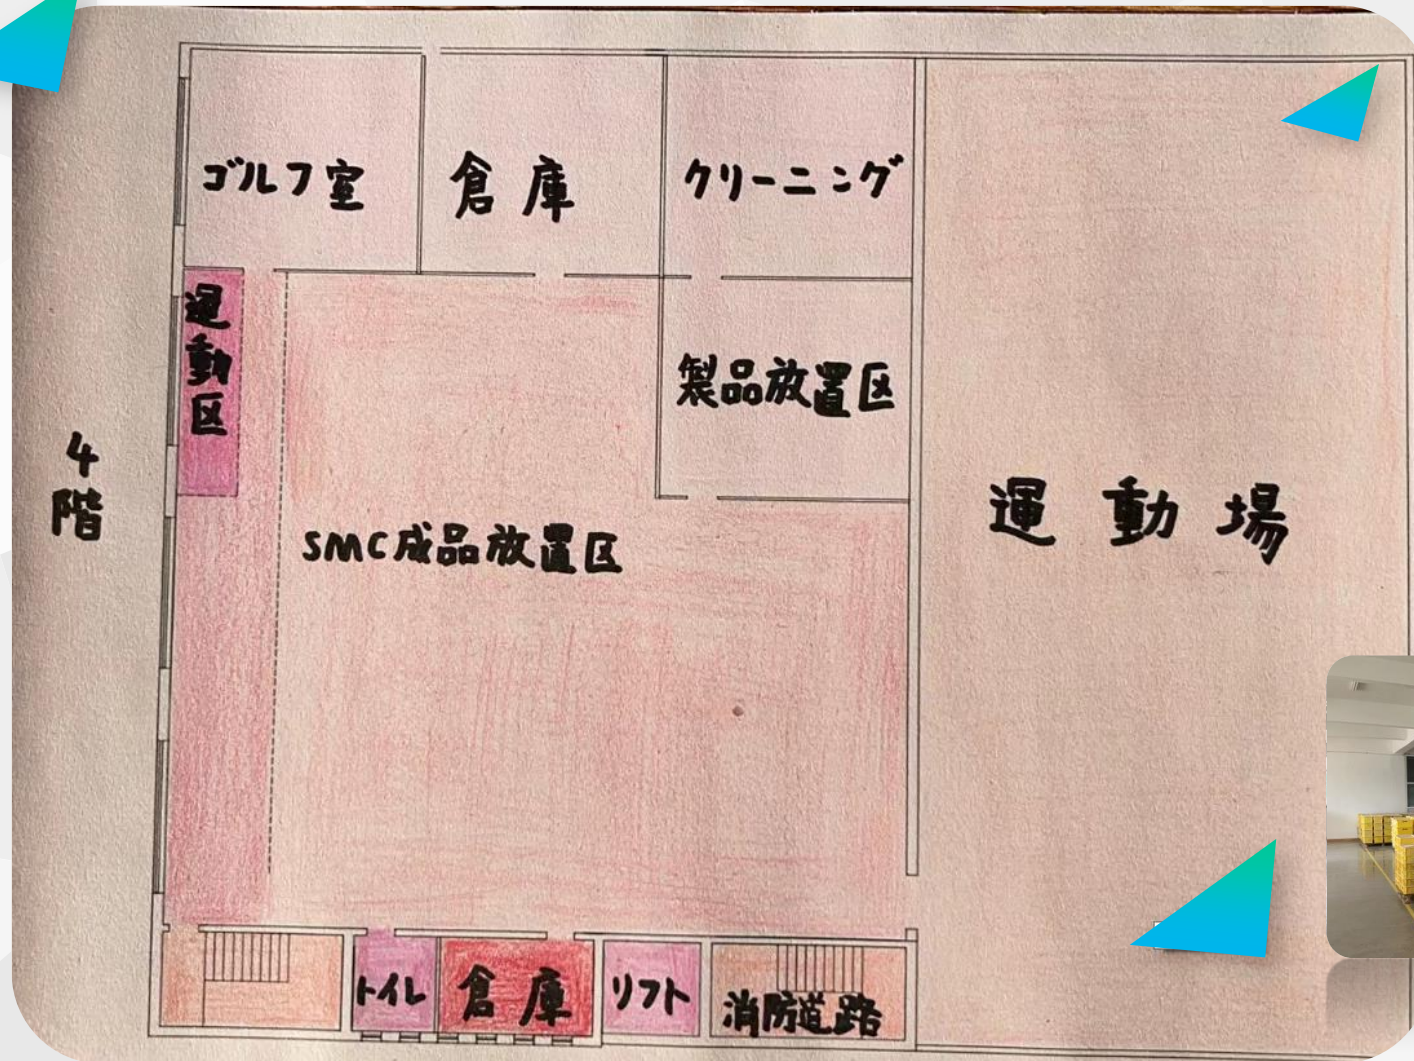 ゴルフ室
倉庫
クリーニング
運動区
製品放置区
4階
SMC成品放置区
運動場
トイレ
倉庫
リフト
消防道路